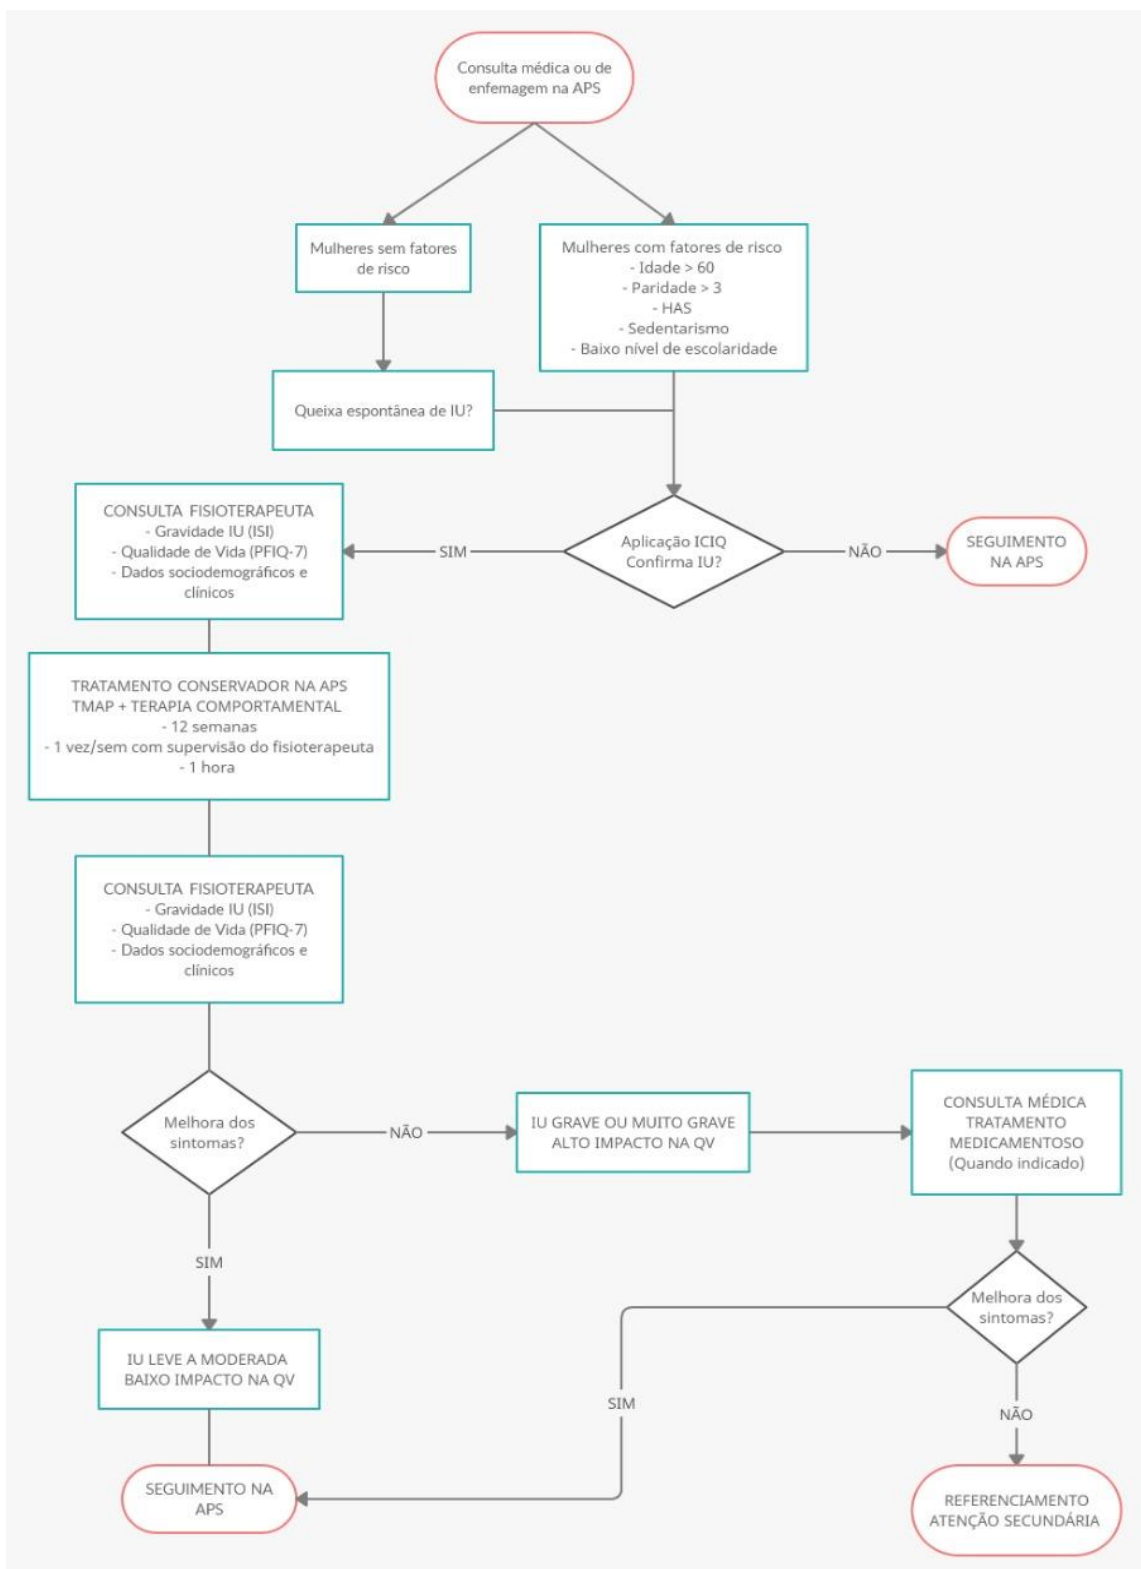 Consulta médica ou de
enfemagem na APS
Mulheres sem fatores
de risco
Mulheres com fatores de risco
- Idade > 60
- Paridade > 3
- HAS
- Sedentarismo
- Baixo nível de escolaridade
Queixa espontânea de IU?
Aplicação ICIQ
Confirma IU?
NÃO
SEGUIMENTO
NA APS
SIM
CONSULTA FISIOTERAPEUTA
- Gravidade IU (ISI)
- Qualidade de Vida (PFIQ-7)
- Dados sociodemográficos e
clínicos
TRATAMENTO CONSERVADOR NA APS
TMAP + TERAPIA COMPORTAMENTAL
- 12 semanas
- 1 vez/sem com supervisão do fisioterapeuta
- 1 hora
CONSULTA FISIOTERAPEUTA
- Gravidade IU (ISI)
- Qualidade de Vida (PFIQ-7)
- Dados sociodemográficos e
clínicos
Melhora dos
sintomas?
NÃO
IU GRAVE OU MUITO GRAVE
ALTO IMPACTO NA QV
CONSULTA MÉDICA
TRATAMENTO
MEDICAMENTOSO
(Quando indicado)
SIM
IU LEVE A MODERADA
BAIXO IMPACTO NA QV
Melhora dos
sintomas?
SIM
NÃO
SEGUIMENTO NA
APS
REFERENCIAMENTO
ATENÇÃO SECUNDÁRIA